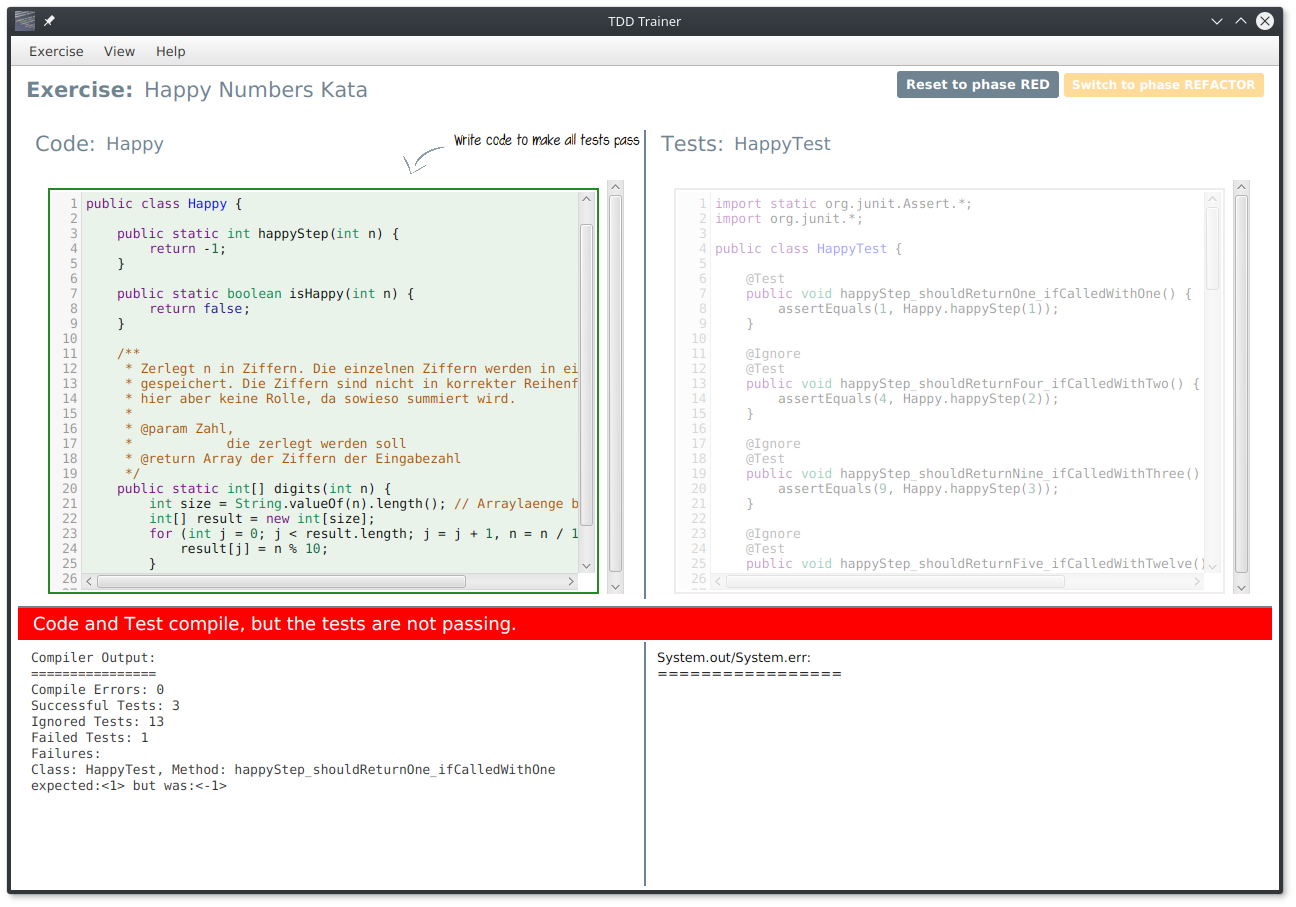 TDD Trainer
Exercise View Help
Exercise: Happy Numbers Kata
Reset to phase RED
Switch to phase REFACTOR
Code: Happy
Write code to make all tests pass
1 public class Happy {
2
3     public static int happyStep(int n) {
4         return -1;
5     }
6
7     public static boolean isHappy(int n) {
8         return false;
9     }
10
11     /**
12      * Zerlegt n in Ziffern. Die einzelnen Ziffern werden in ei
13      * gespeichert. Die Ziffern sind nicht in korrekter Reihenf
14      * hier aber keine Rolle, da sowieso summiert wird.
15      *
16      * @param Zahl,
17      *            die zerlegt werden soll
18      * @return Array der Ziffern der Eingabezahl
19      */
20     public static int[] digits(int n) {
21         int size = String.valueOf(n).length(); // Arraylaenge b
22         int[] result = new int[size];
23         for (int j = 0; j < result.length; j = j + 1, n = n / 1
24             result[j] = n % 10;
25         }
26
Tests: HappyTest
1 import static org.junit.Assert.*;
2 import org.junit.*;
3
4 public class HappyTest {
5
6     @Test
7     public void happyStep_shouldReturnOne_ifCalledWithOne() {
8         assertEquals(1, Happy.happyStep(1));
9     }
10
11     @Ignore
12     @Test
13     public void happyStep_shouldReturnFour_ifCalledWithTwo() {
14         assertEquals(4, Happy.happyStep(2));
15     }
16
17     @Ignore
18     @Test
19     public void happyStep_shouldReturnNine_ifCalledWithThree()
20         assertEquals(9, Happy.happyStep(3));
21     }
22
23     @Ignore
24     @Test
25     public void happyStep_shouldReturnFive_ifCalledWithTwelve()
26
Code and Test compile, but the tests are not passing.
Compiler Output:
================
Compile Errors: 0
Successful Tests: 3
Ignored Tests: 13
Failed Tests: 1
Failures:
Class: HappyTest, Method: happyStep_shouldReturnOne_ifCalledWithOne
expected:<1> but was:<-1>
System.out/System.err:
=================